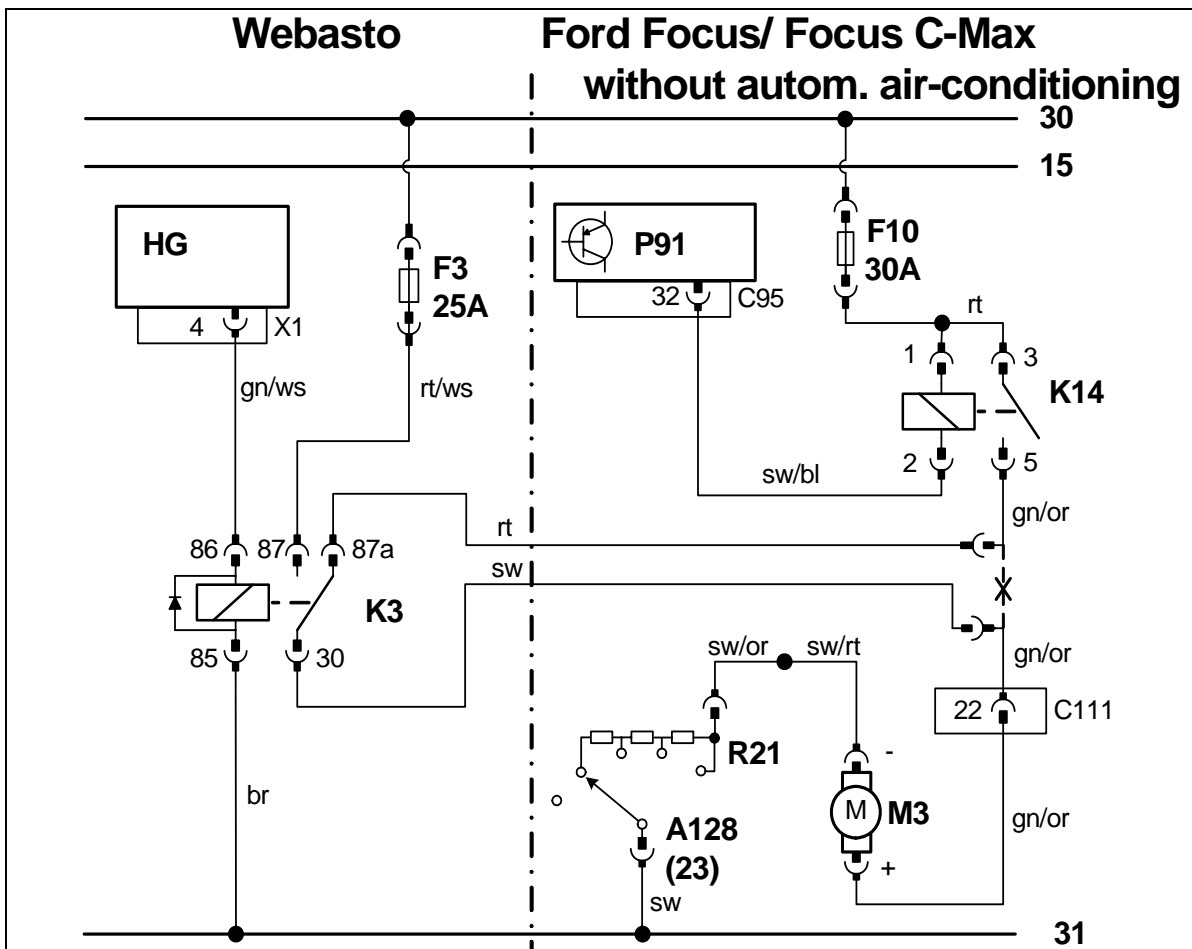 Webasto
Ford Focus/ Focus C-Max
without autom. air-conditioning
30
15
HG
4
X1
F3
25A
P91
32
C95
F10
30A
rt
1
3
K14
gn/ws
rt/ws
2
5
sw/bl
gn/or
rt
86
87
87a
sw
K3
85
30
sw/or
sw/rt
gn/or
22
C111
R21
-
M
M3
+
gn/or
br
A128
(23)
sw
31